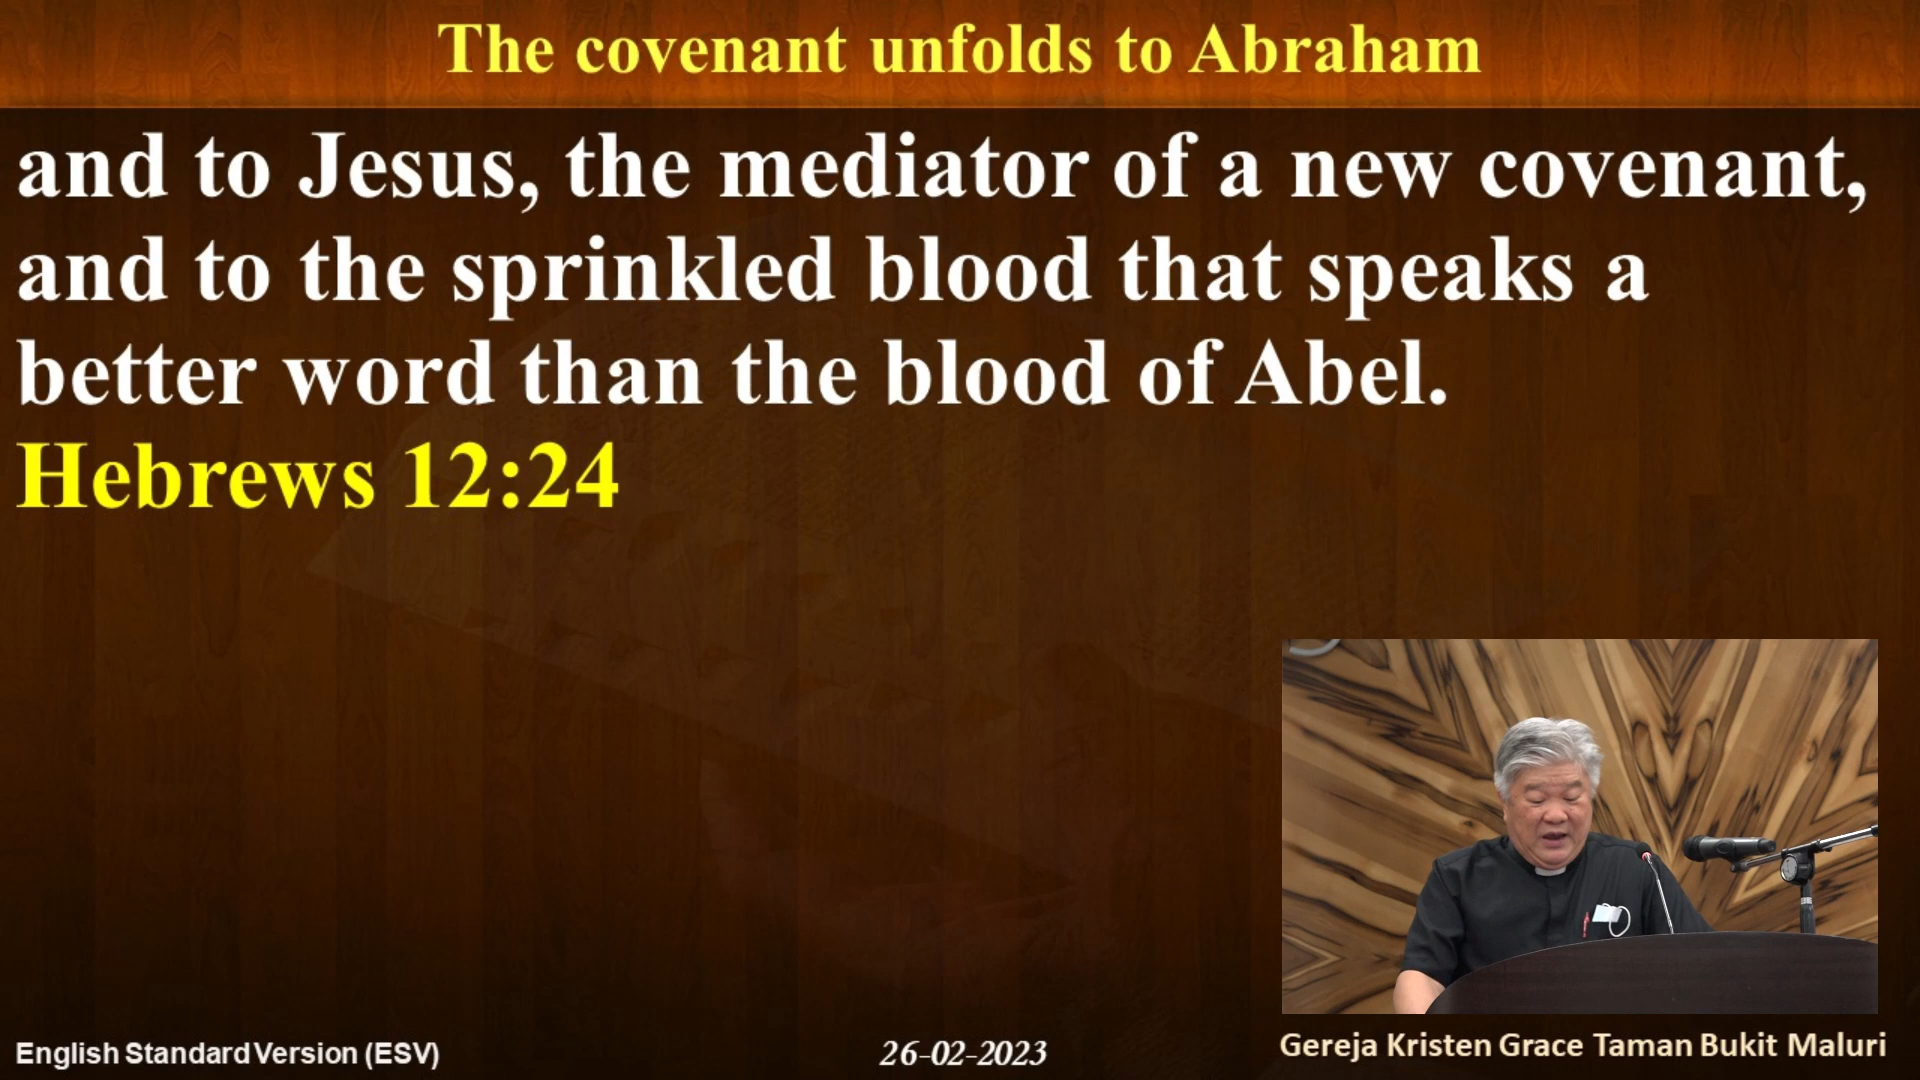 The covenant unfolds to Abraham
and to Jesus, the mediator of a new covenant,
and to the sprinkled blood that speaks a
better word than the blood of Abel.
Hebrews 12:24
English Standard Version (ESV)
26-02-2023
Gereja Kristen Grace Taman Bukit Maluri